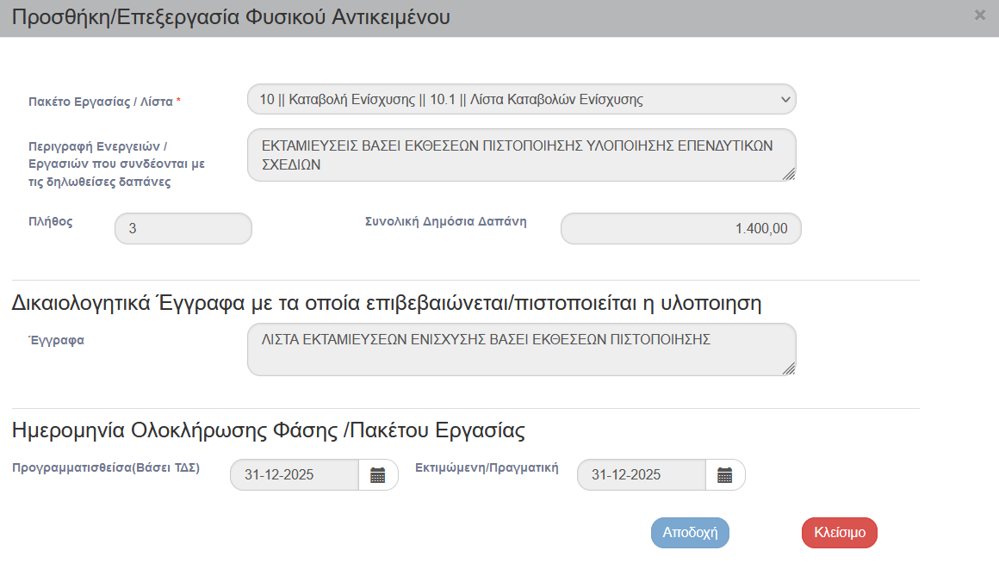 Προσθήκη/Επεξεργασία Φυσικού Αντικειμένου
×
Πακέτο Εργασίας / Λίστα *
10 || Καταβολή Ενίσχυσης || 10.1 || Λίστα Καταβολών Ενίσχυσης
Περιγραφή Ενεργειών /
Εργασιών που συνδέονται με
τις δηλωθείσες δαπάνες
ΕΚΤΑΜΙΕΥΣΕΙΣ ΒΑΣΕΙ ΕΚΘΕΣΕΩΝ ΠΙΣΤΟΠΟΙΗΣΗΣ ΥΛΟΠΟΙΗΣΗΣ ΕΠΕΝΔΥΤΙΚΩΝ
ΣΧΕΔΙΩΝ
Πλήθος
3
Συνολική Δημόσια Δαπάνη
1.400,00
Δικαιολογητικά Έγγραφα με τα οποία επιβεβαιώνεται/πιστοποιείται η υλοποιηση
Έγγραφα
ΛΙΣΤΑ ΕΚΤΑΜΙΕΥΣΕΩΝ ΕΝΙΣΧΥΣΗΣ ΒΑΣΕΙ ΕΚΘΕΣΕΩΝ ΠΙΣΤΟΠΟΙΗΣΗΣ
Ημερομηνία Ολοκλήρωσης Φάσης /Πακέτου Εργασίας
Προγραμματισθείσα(Βάσει ΤΔΣ)
31-12-2025
Εκτιμώμενη/Πραγματική
31-12-2025
Αποδοχή
Κλείσιμο